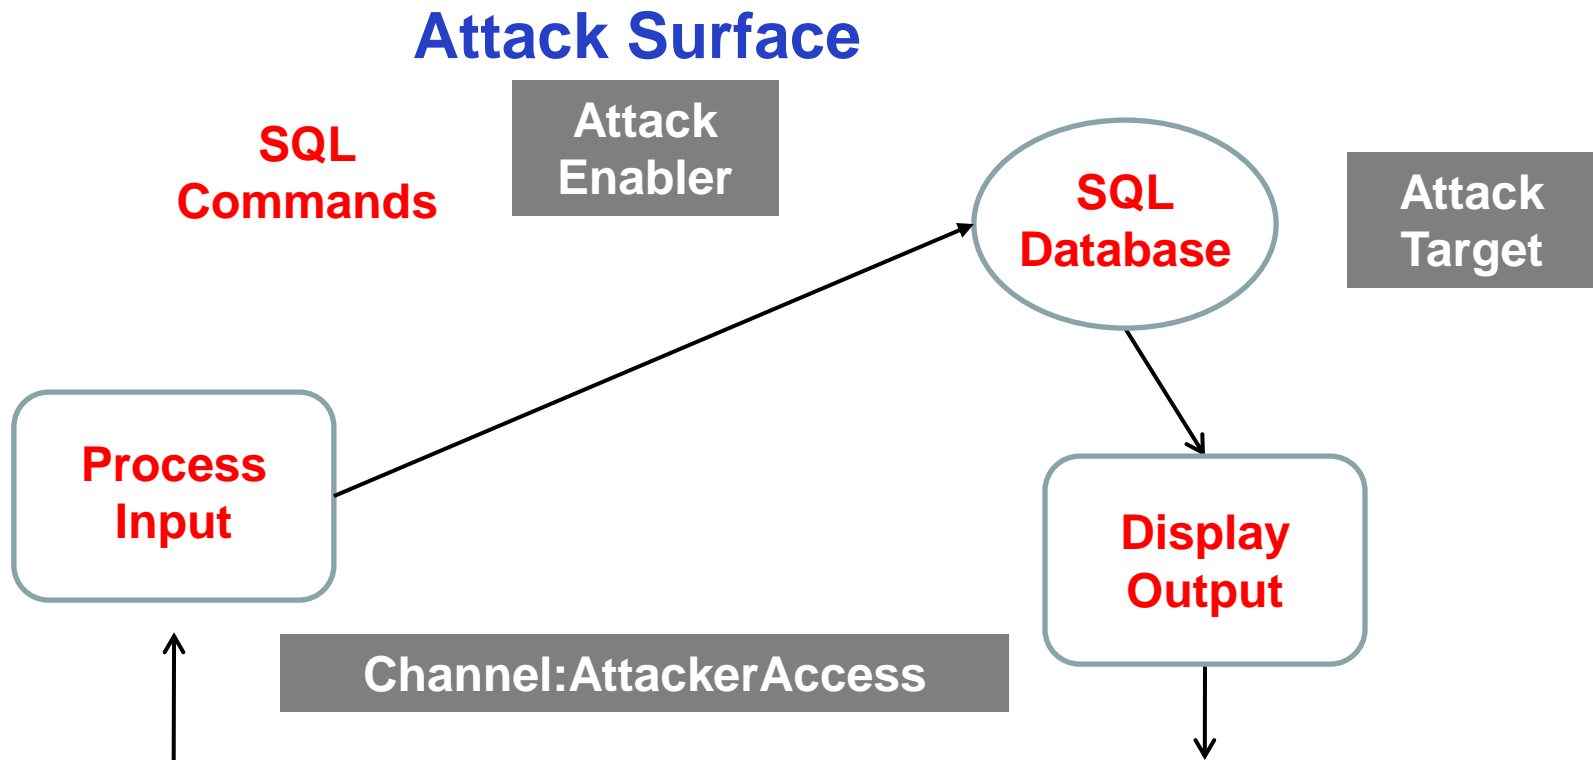 Attack Surface
SQL
Commands
Attack
Enabler
SQL
Database
Attack
Target
Process
Input
Display
Output
Channel:AttackerAccess